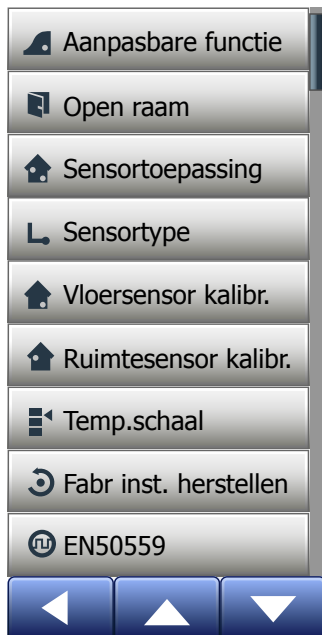 Aanpasbare functie
Open raam
Sensortoepassing
Sensortype
Vloersensor kalibr.
Ruimtesensor kalibr.
Temp.schaal
Fabr inst. herstellen
EN50559